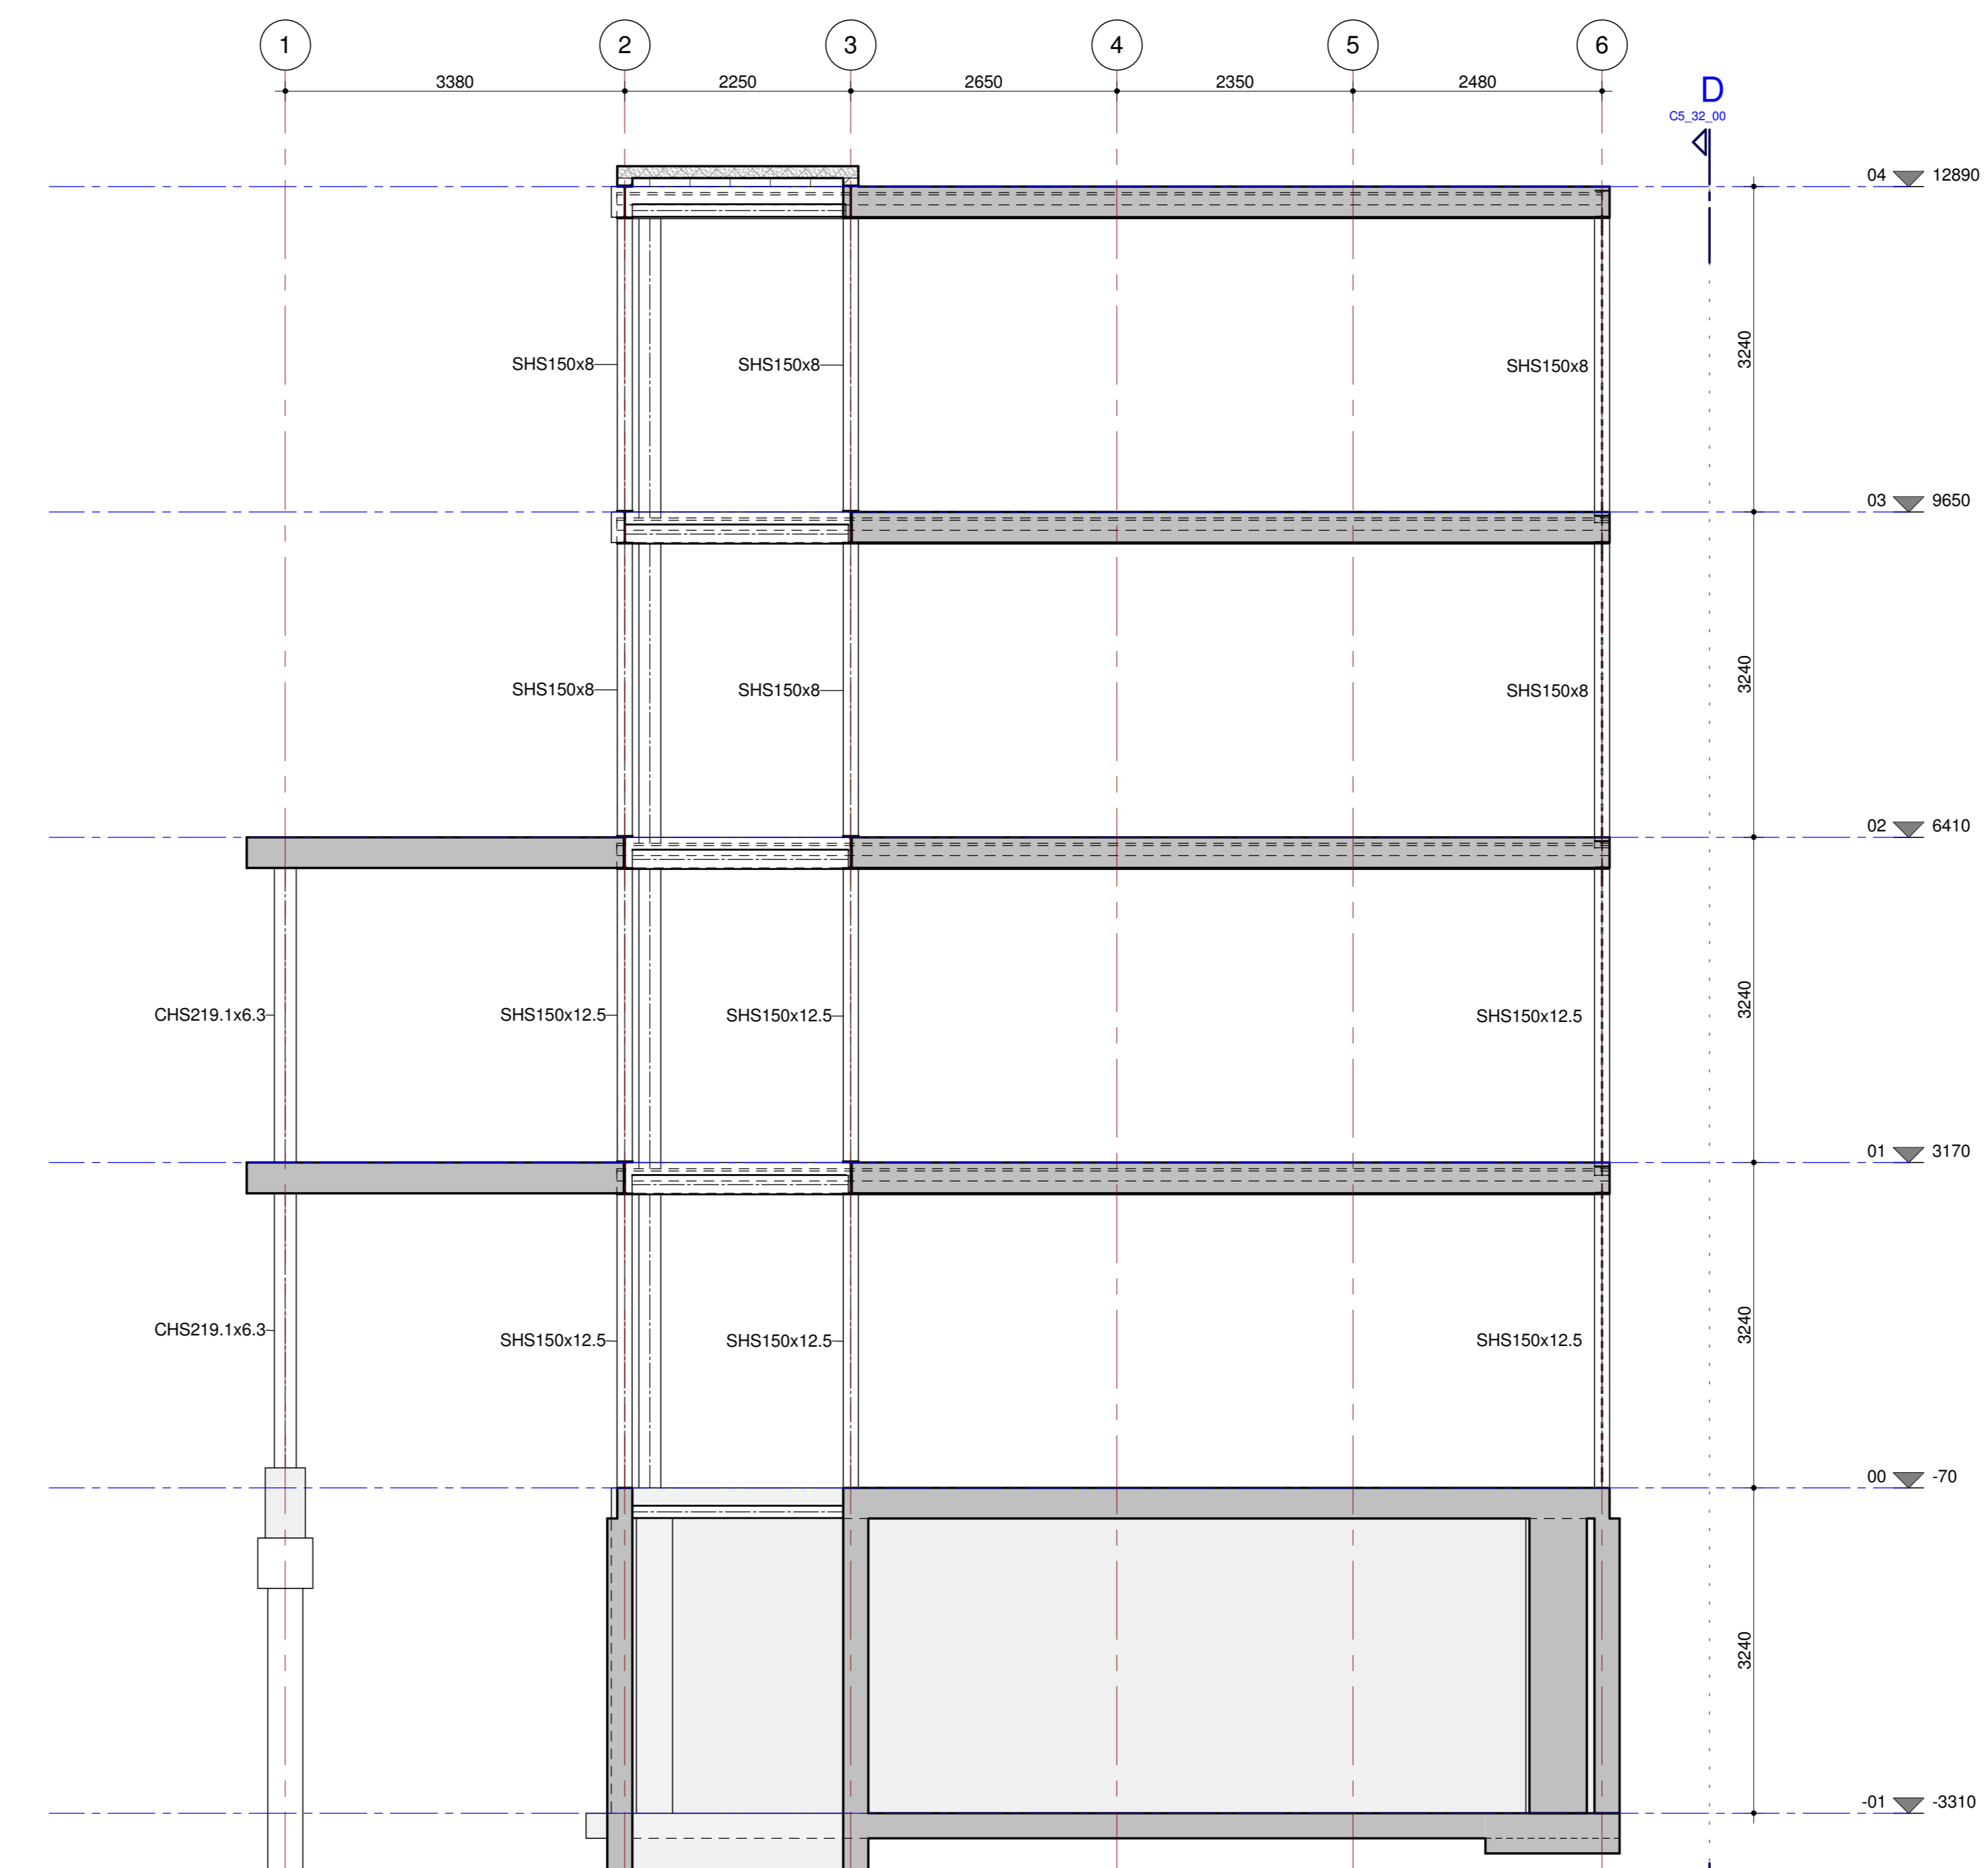 1 2 3 4 5 6
3380 2250 2650 2350 2480
D
C5_32_00
04 12890
3240
SHS150x8 SHS150x8 SHS150x8
03 9650
3240
SHS150x8 SHS150x8 SHS150x8
02 6410
3240
CHS219.1x6.3 SHS150x12.5 SHS150x12.5 SHS150x12.5
01 3170
3240
CHS219.1x6.3 SHS150x12.5 SHS150x12.5 SHS150x12.5
00 -70
3240
-01 -3310